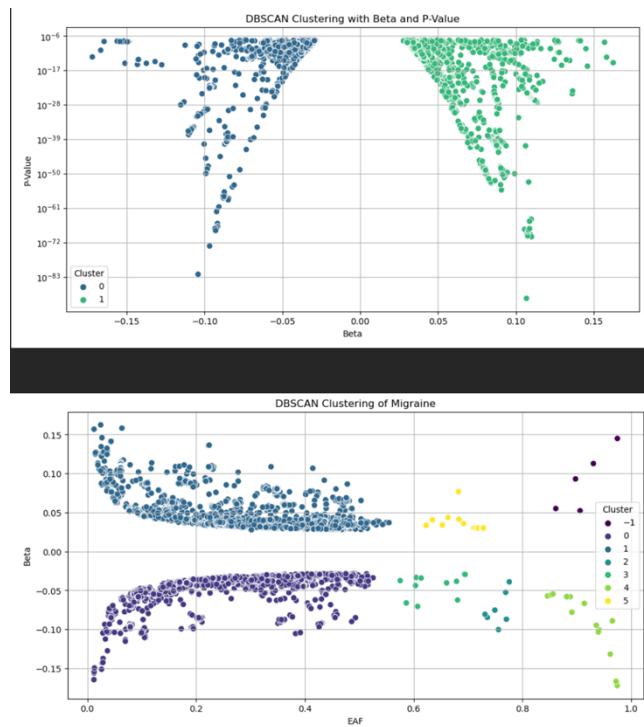 DBSCAN Clustering with Beta and P-Value
10⁻⁶
10⁻¹⁷
10⁻²⁸
10⁻³⁹
10⁻⁵⁰
10⁻⁶¹
10⁻⁷²
10⁻⁸³
P-Value
Cluster
0
1
−0.15 −0.10 −0.05 0.00 0.05 0.10 0.15
Beta
DBSCAN Clustering of Migraine
0.15
0.10
0.05
0.00
−0.05
−0.10
−0.15
Beta
Cluster
−1
0
1
2
3
4
5
0.0 0.2 0.4 0.6 0.8 1.0
EAF